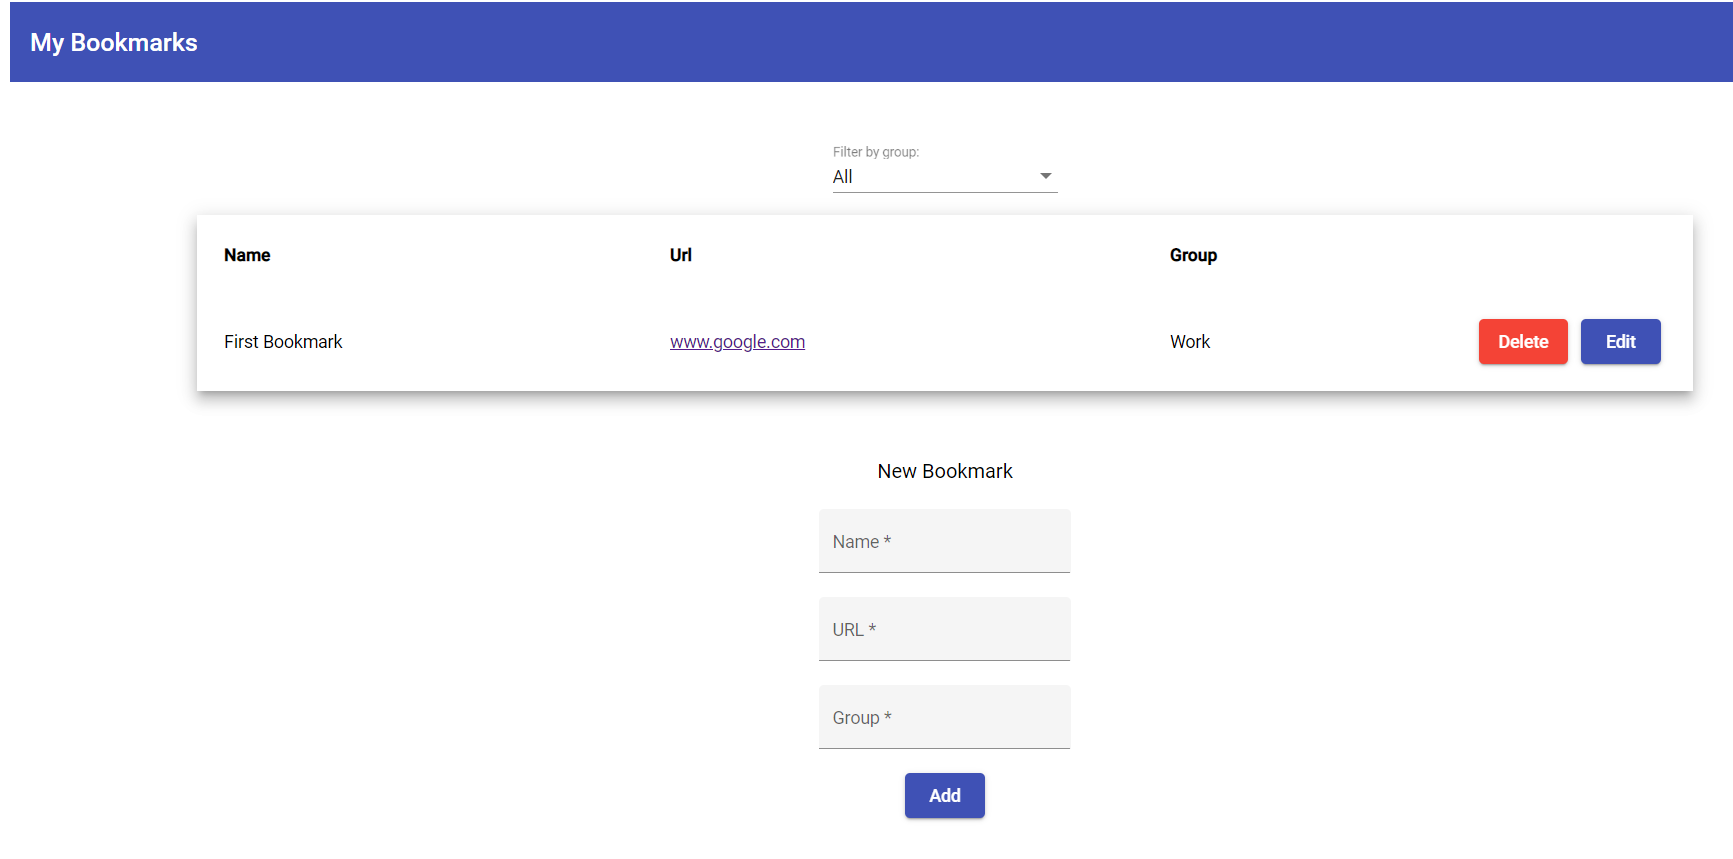 My Bookmarks
Filter by group:
All
Name Url Group
First Bookmark www.google.com Work Delete Edit
New Bookmark
Name *
URL *
Group *
Add